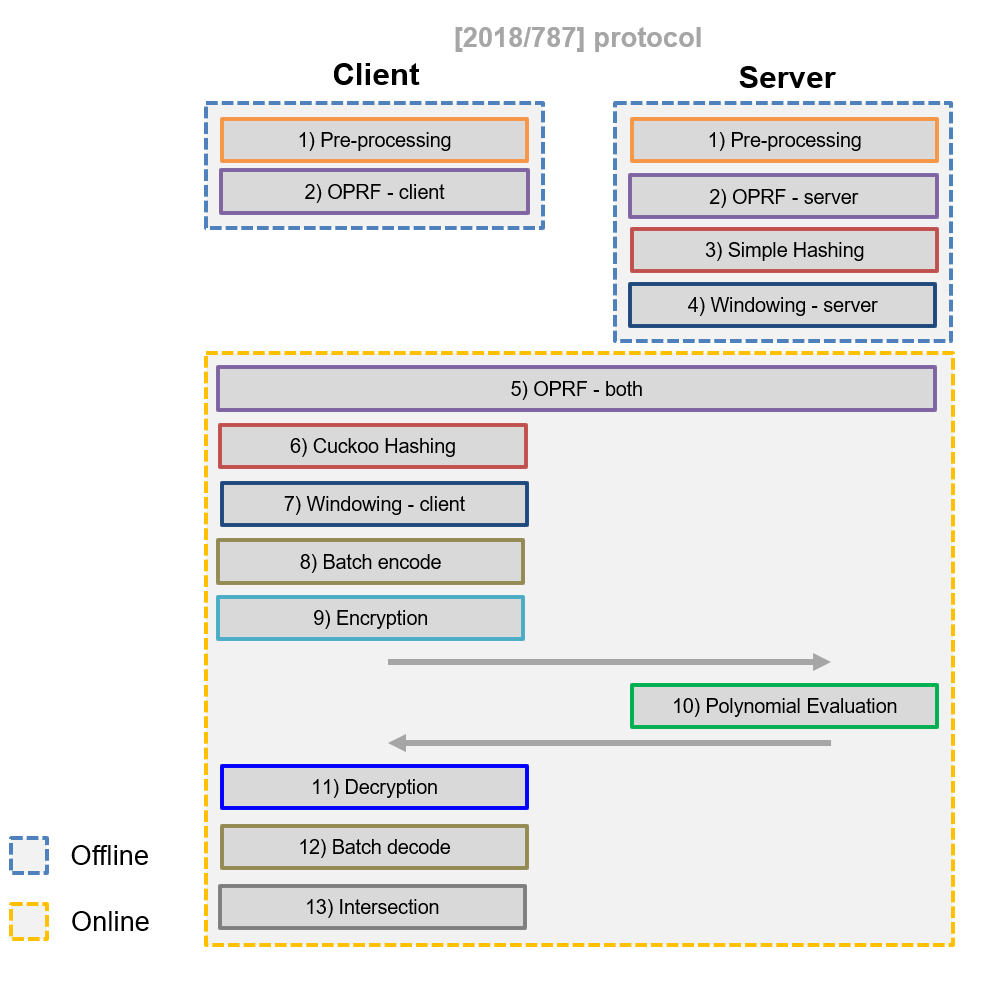 [2018/787] protocol
Client
Server
1) Pre-processing
2) OPRF - client
1) Pre-processing
2) OPRF - server
3) Simple Hashing
4) Windowing - server
5) OPRF - both
6) Cuckoo Hashing
7) Windowing - client
8) Batch encode
9) Encryption
10) Polynomial Evaluation
11) Decryption
12) Batch decode
13) Intersection
Offline
Online